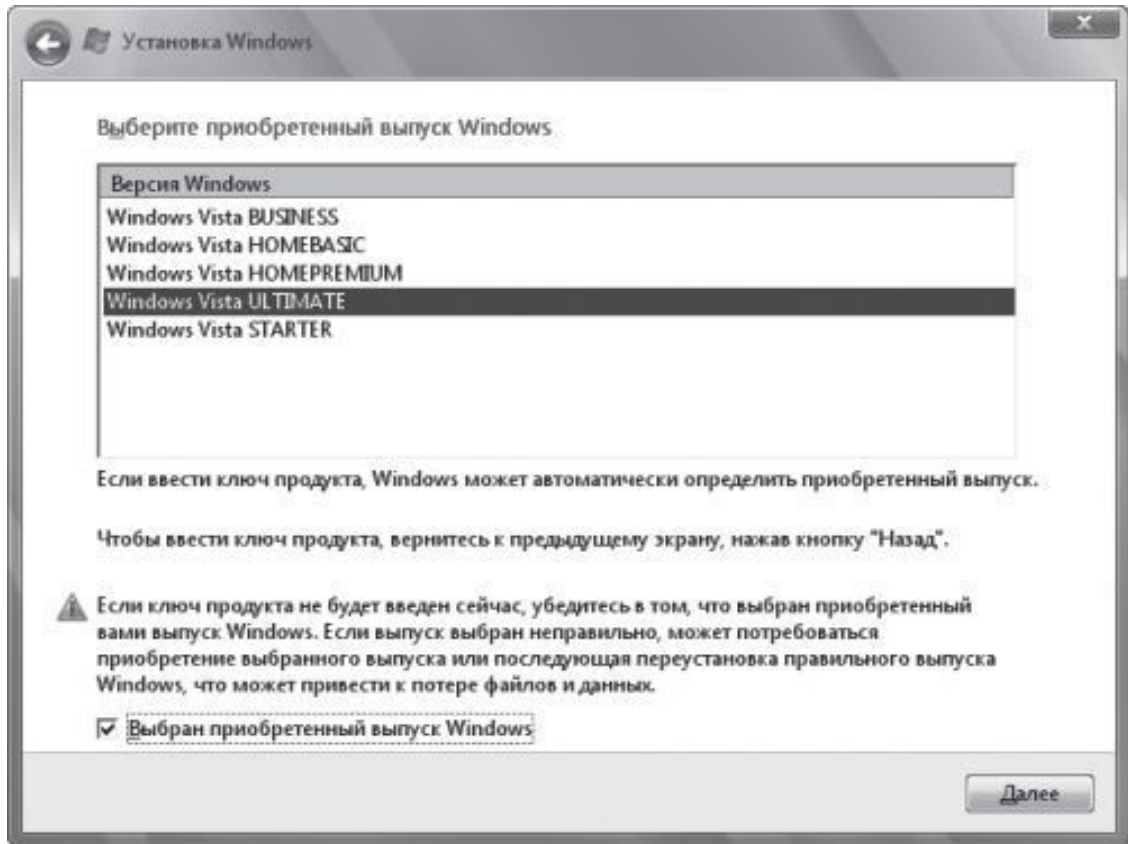 Установка Windows
Выберите приобретенный выпуск Windows
Версия Windows
Windows Vista BUSINESS
Windows Vista HOMEBASIC
Windows Vista HOMEPREMIUM
Windows Vista ULTIMATE
Windows Vista STARTER
Если ввести ключ продукта, Windows может автоматически определить приобретенный выпуск.
Чтобы ввести ключ продукта, вернитесь к предыдущему экрану, нажав кнопку "Назад".
Если ключ продукта не будет введен сейчас, убедитесь в том, что выбран приобретенный
вами выпуск Windows. Если выпуск выбран неправильно, может потребоваться
приобретение выбранного выпуска или последующая переустановка правильного выпуска
Windows, что может привести к потере файлов и данных.
Выбран приобретенный выпуск Windows
Далее